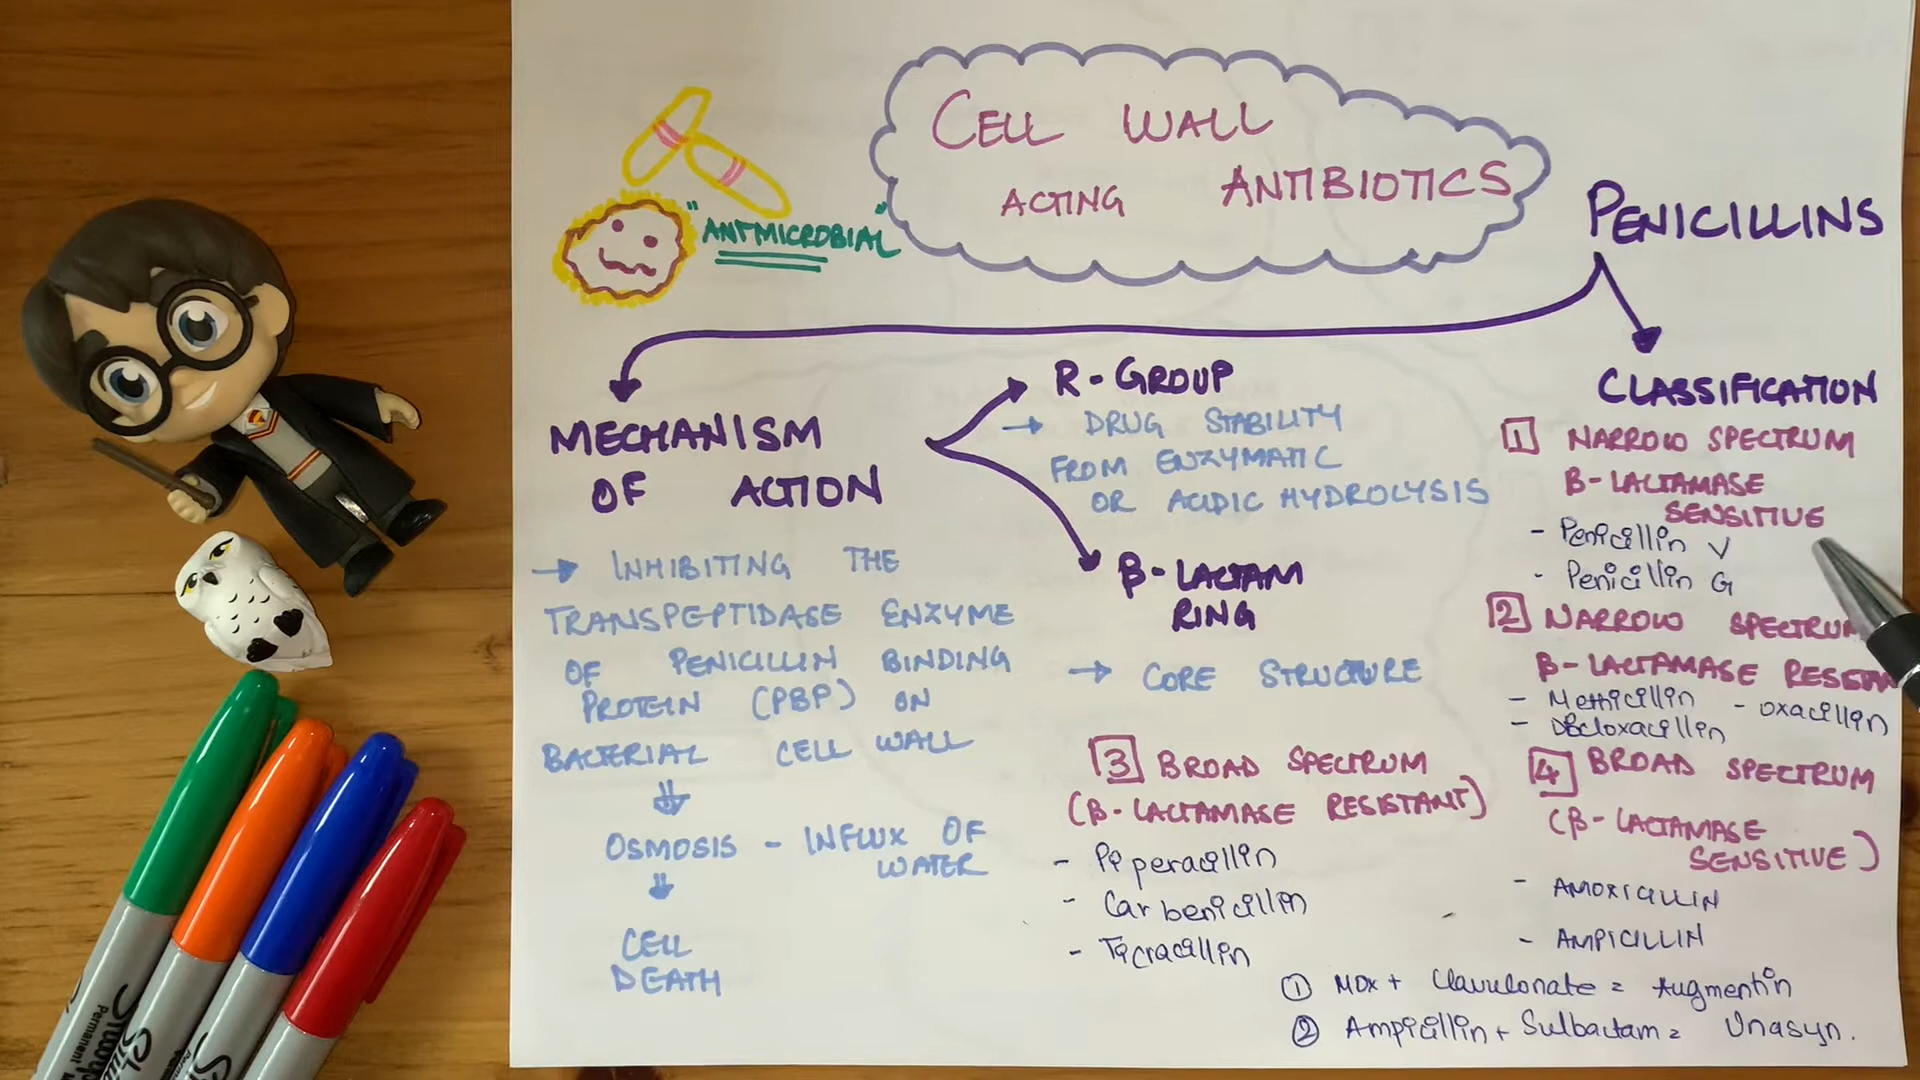 CELL WALL
ACTING ANTIBIOTICS
"ANTMICROBIAL"
PENICILLINS
MECHANISM
OF ACTION
→ INHIBITING THE
TRANSPEPTIDASE ENZYME
OF PENICILLIN BINDING
PROTEIN (PBP) ON
BACTERIAL CELL WALL
OSMOSIS - INFLUX OF
WATER
CELL
DEATH
R-GROUP
→ DRUG STABILITY
FROM ENZYMATIC
OR ACIDIC HYDROLYSIS
β-LACTAM
RING
→ CORE STRUCTURE
CLASSIFICATION
1 NARROW SPECTRUM
β-LACTAMASE
SENSITIVE
- Penicillin V
- Penicillin G
2 NARROW SPECTRUM
β-LACTAMASE
- Methicillin - oxacillin
- Dicloxacillin
3 BROAD SPECTRUM
(β-LACTAMASE RESISTANT)
- Piperacillin
- Carbenicillin
- Ticracillin
4 BROAD SPECTRUM
(β-LACTAMASE
SENSITIVE)
- AMOXICILLIN
- AMPICILLIN
① MOX + Clavulonate = Augmentin
② Ampicillin + Sulbactam = Unasyn.
Permanent